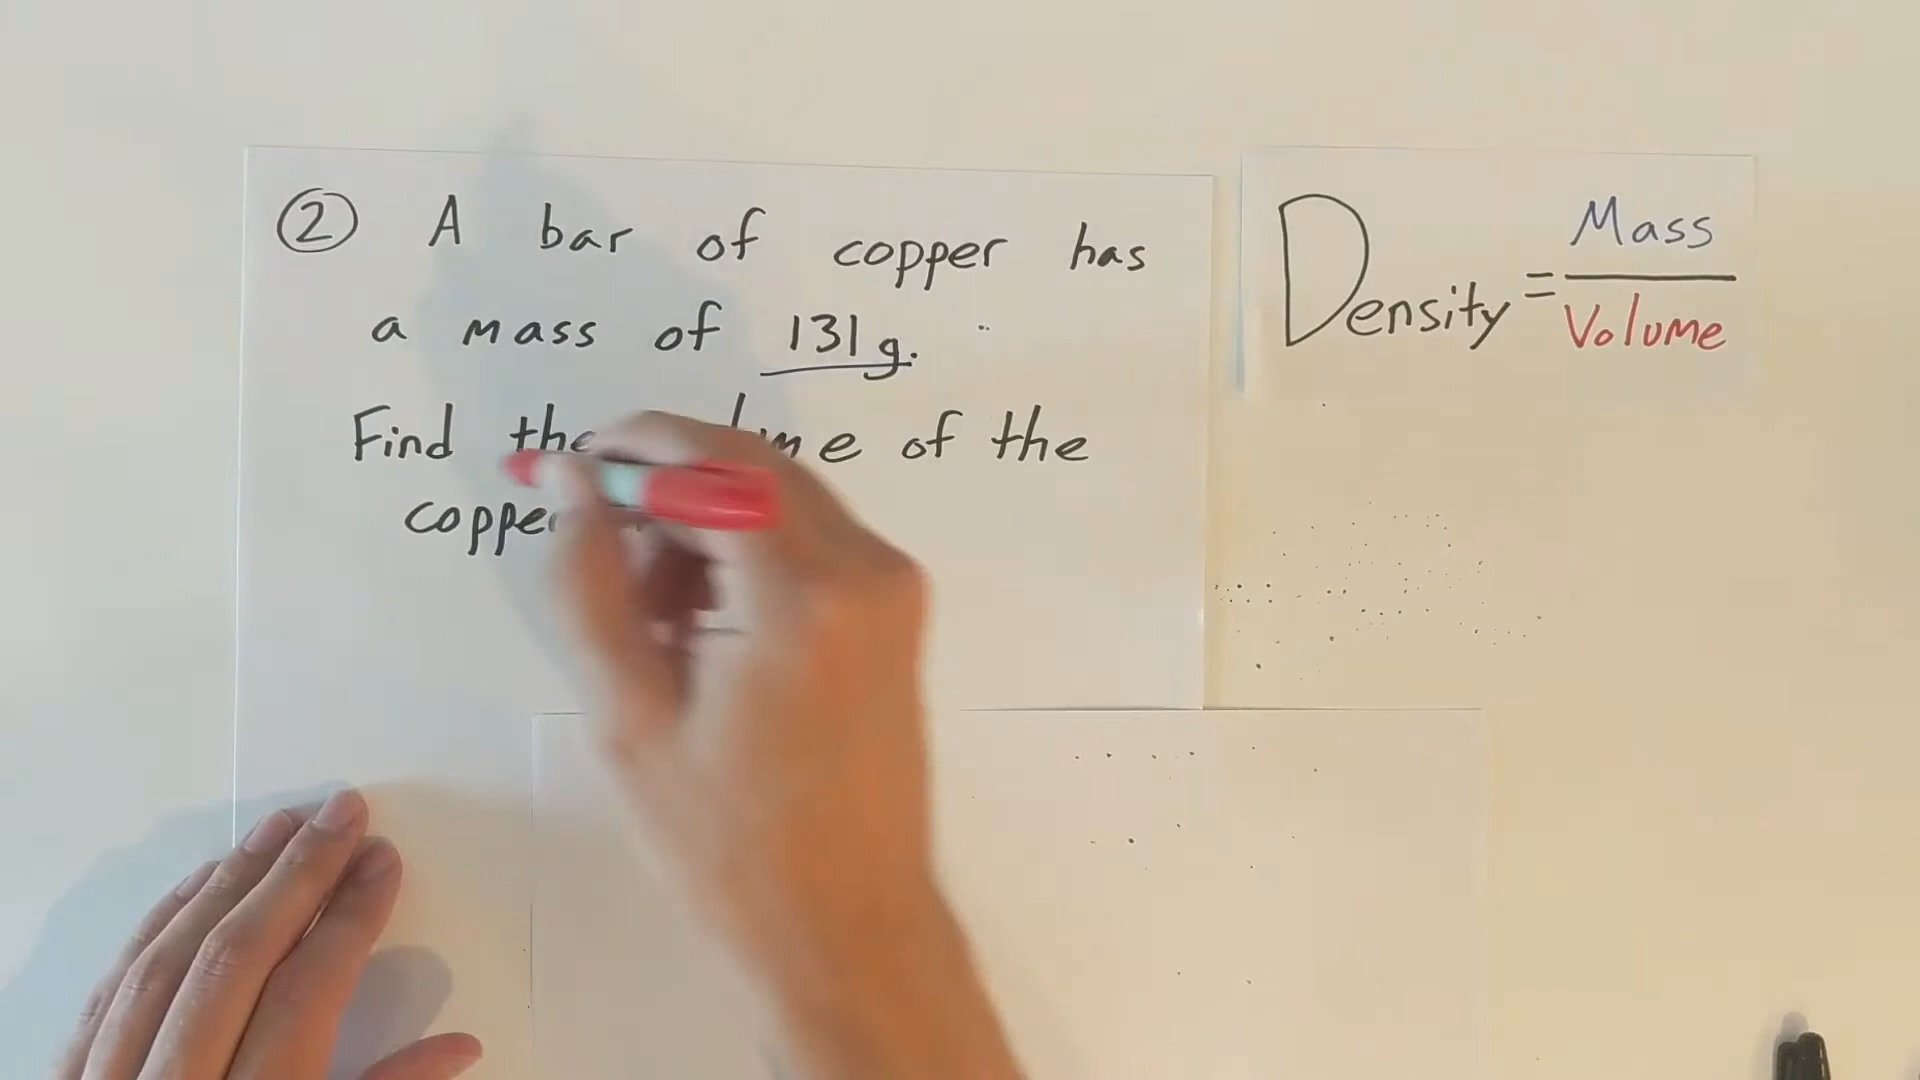 ② A bar of copper has
a mass of 131g.
Find the of the
Density = Mass
Volume